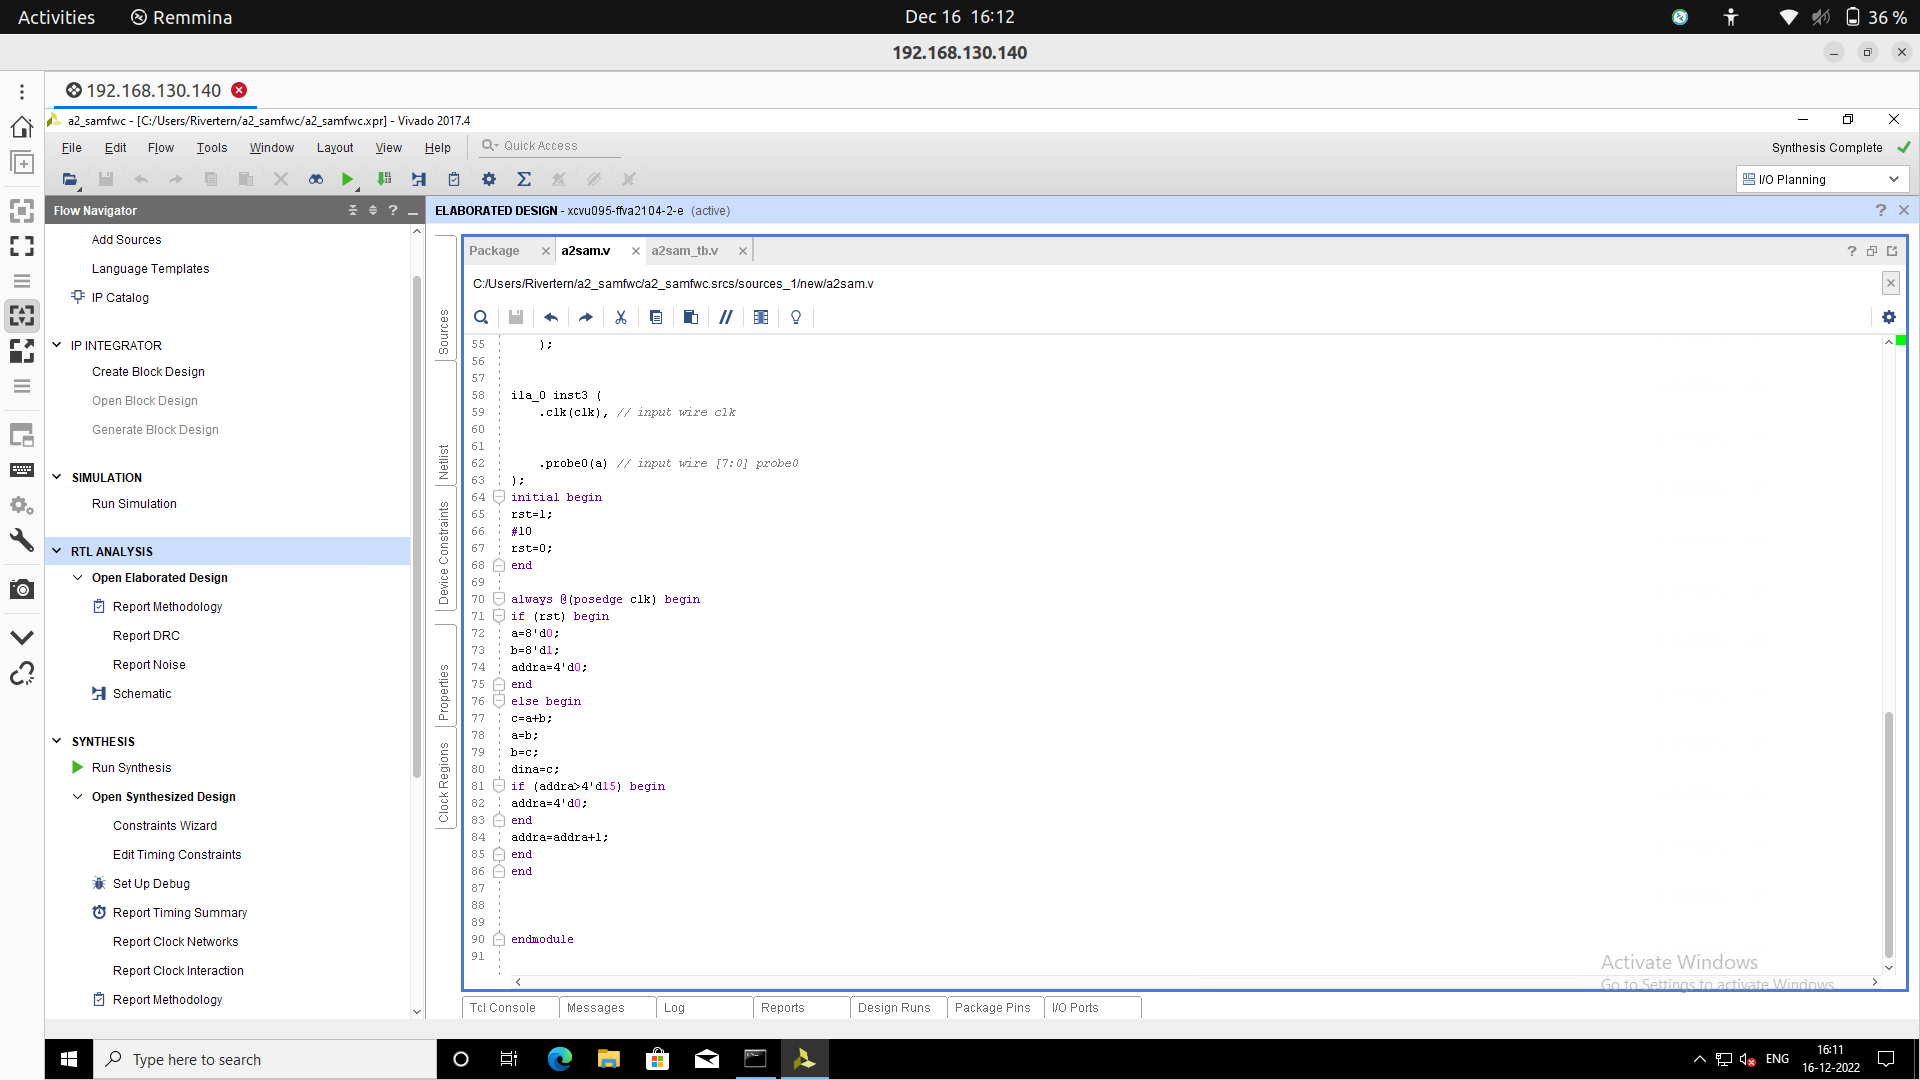 Activities
Remmina
Dec 16 16:12
36 %
192.168.130.140
192.168.130.140
a2_samfwc - [C:/Users/Rivertern/a2_samfwc/a2_samfwc.xpr] - Vivado 2017.4
File Edit Flow Tools Window Layout View Help
Quick Access
Synthesis Complete
I/O Planning
Flow Navigator
ELABORATED DESIGN - xcvu095-ffva2104-2-e (active)
Add Sources
Language Templates
IP Catalog
IP INTEGRATOR
Create Block Design
Open Block Design
Generate Block Design
SIMULATION
Run Simulation
RTL ANALYSIS
Open Elaborated Design
Report Methodology
Report DRC
Report Noise
Schematic
SYNTHESIS
Run Synthesis
Open Synthesized Design
Constraints Wizard
Edit Timing Constraints
Set Up Debug
Report Timing Summary
Report Clock Networks
Report Clock Interaction
Report Methodology
Sources
Netlist
Device Constraints
Properties
Clock Regions
Package
a2sam.v
a2sam_tb.v
C:/Users/Rivertern/a2_samfwc/a2_samfwc.srcs/sources_1/new/a2sam.v
55 );
56
57
58 ila_0 inst3 (
59 .clk(clk), // input wire clk
60
61
62 .probe0(a) // input wire [7:0] probe0
63 );
64 initial begin
65 rst=1;
66 #10
67 rst=0;
68 end
69
70 always @(posedge clk) begin
71 if (rst) begin
72 a=8'd0;
73 b=8'd1;
74 addra=4'd0;
75 end
76 else begin
77 c=a+b;
78 a=b;
79 b=c;
80 dina=c;
81 if (addra>4'd15) begin
82 addra=4'd0;
83 end
84 addra=addra+1;
85 end
86 end
87
88
89
90 endmodule
91
Activate Windows
Go to Settings to activate Windows.
Tcl Console
Messages
Log
Reports
Design Runs
Package Pins
I/O Ports
Type here to search
ENG
16:11
16-12-2022